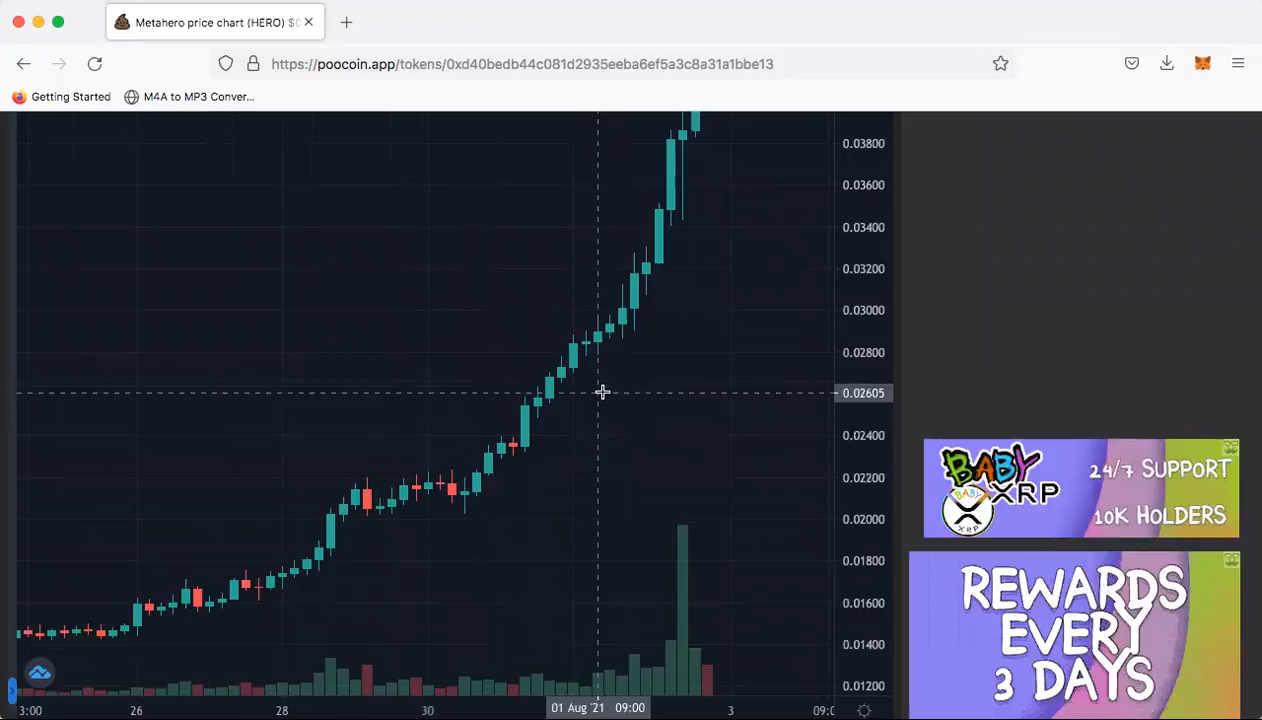 Metahero price chart (HERO) $0
https://poocoin.app/tokens/0xd40bedb44c081d2935eeba6ef5a3c8a31a1bbe13
Getting Started
M4A to MP3 Conver...
0.03800
0.03600
0.03400
0.03200
0.03000
0.02800
0.02605
0.02400
0.02200
0.02000
0.01800
0.01600
0.01400
0.01200
3:00
26
28
30
01 Aug '21 09:00
3
09:0
BABY
XRP
BABY
XRP
24/7 SUPPORT
10K HOLDERS
REWARDS
EVERY
3 DAYS